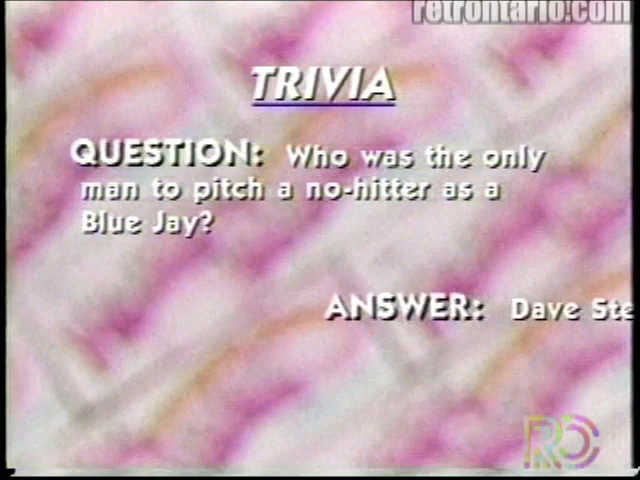 retrontario.com
TRIVIA
QUESTION: Who was the only
man to pitch a no-hitter as a
Blue Jay?
ANSWER: Dave Ste
RO